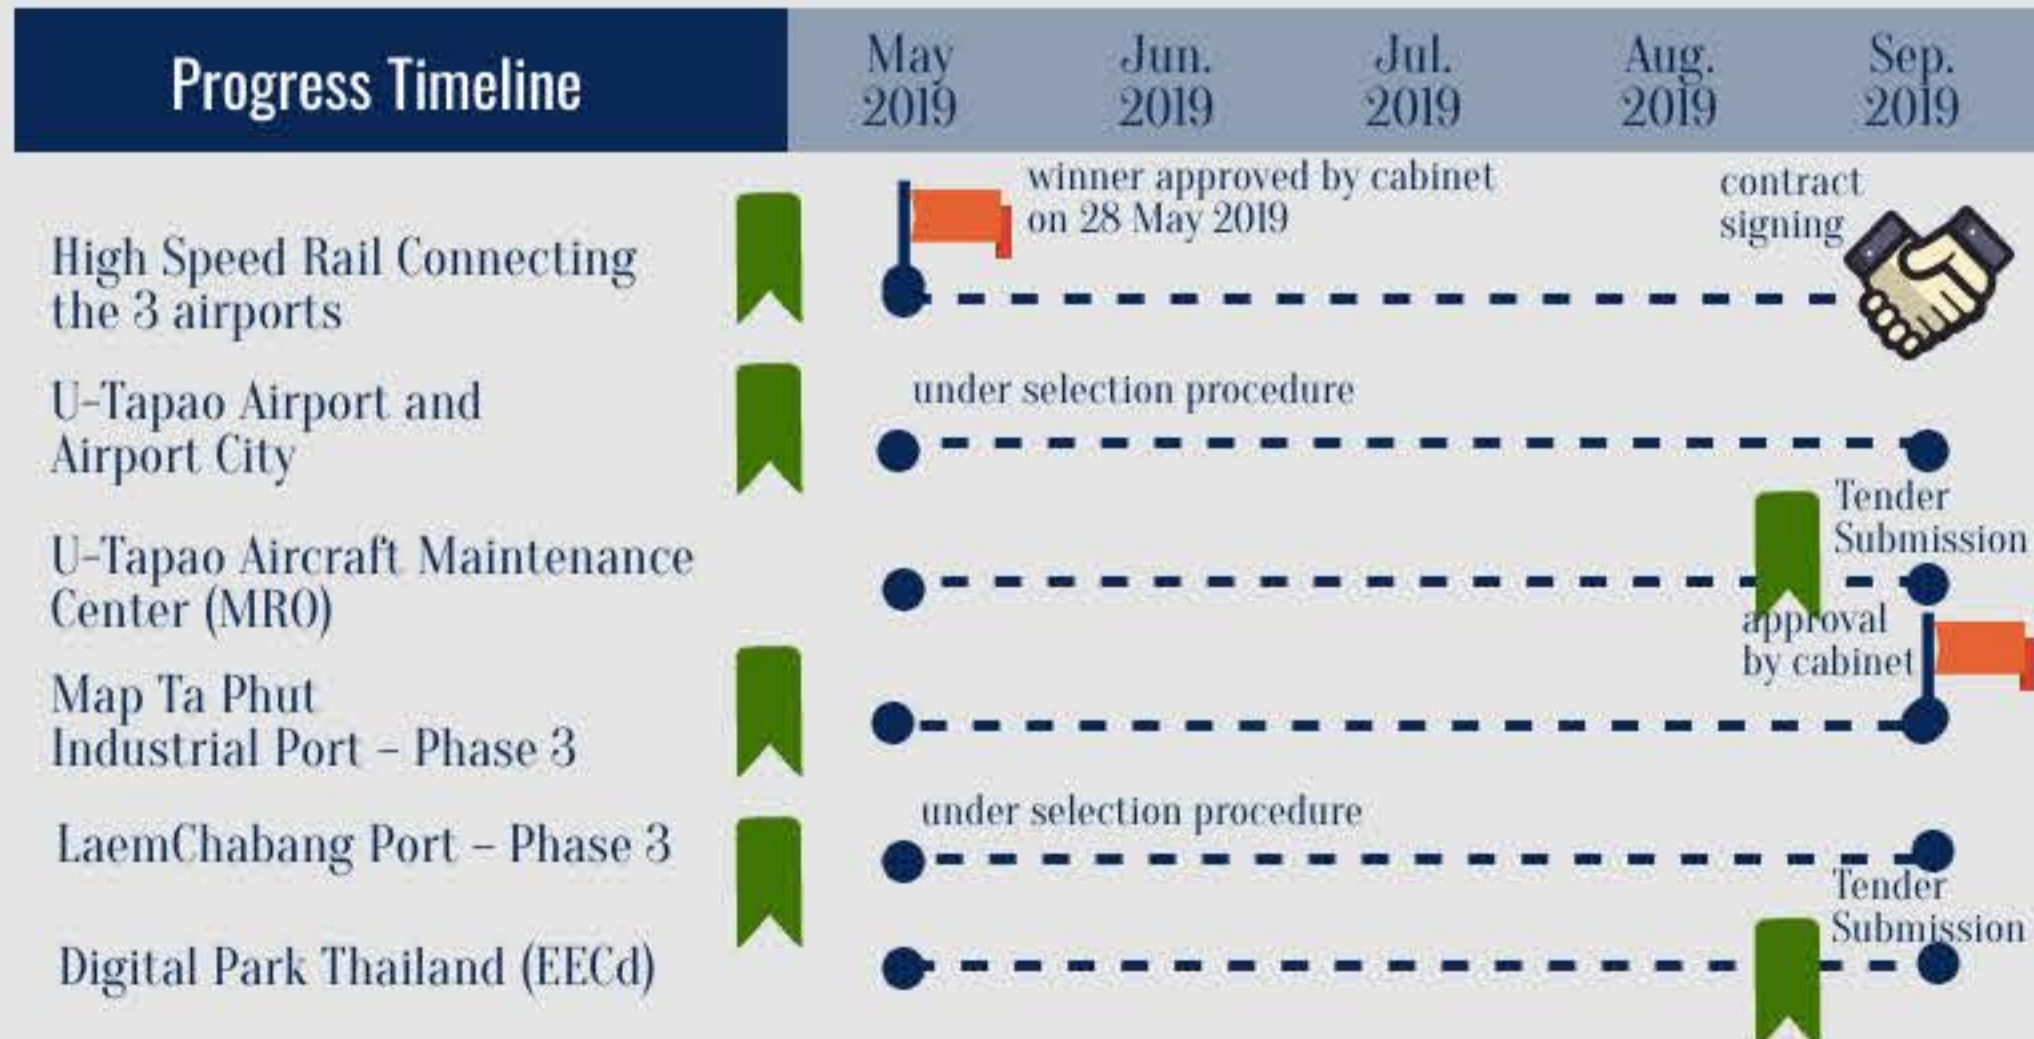 Progress Timeline
May
2019
Jun.
2019
Jul.
2019
Aug.
2019
Sep.
2019
High Speed Rail Connecting
the 3 airports
winner approved by cabinet
on 28 May 2019
contract
signing
U-Tapao Airport and
Airport City
under selection procedure
U-Tapao Aircraft Maintenance
Center (MRO)
Tender
Submission
Map Ta Phut
Industrial Port – Phase 3
approval
by cabinet
LaemChabang Port – Phase 3
under selection procedure
Digital Park Thailand (EECd)
Tender
Submission